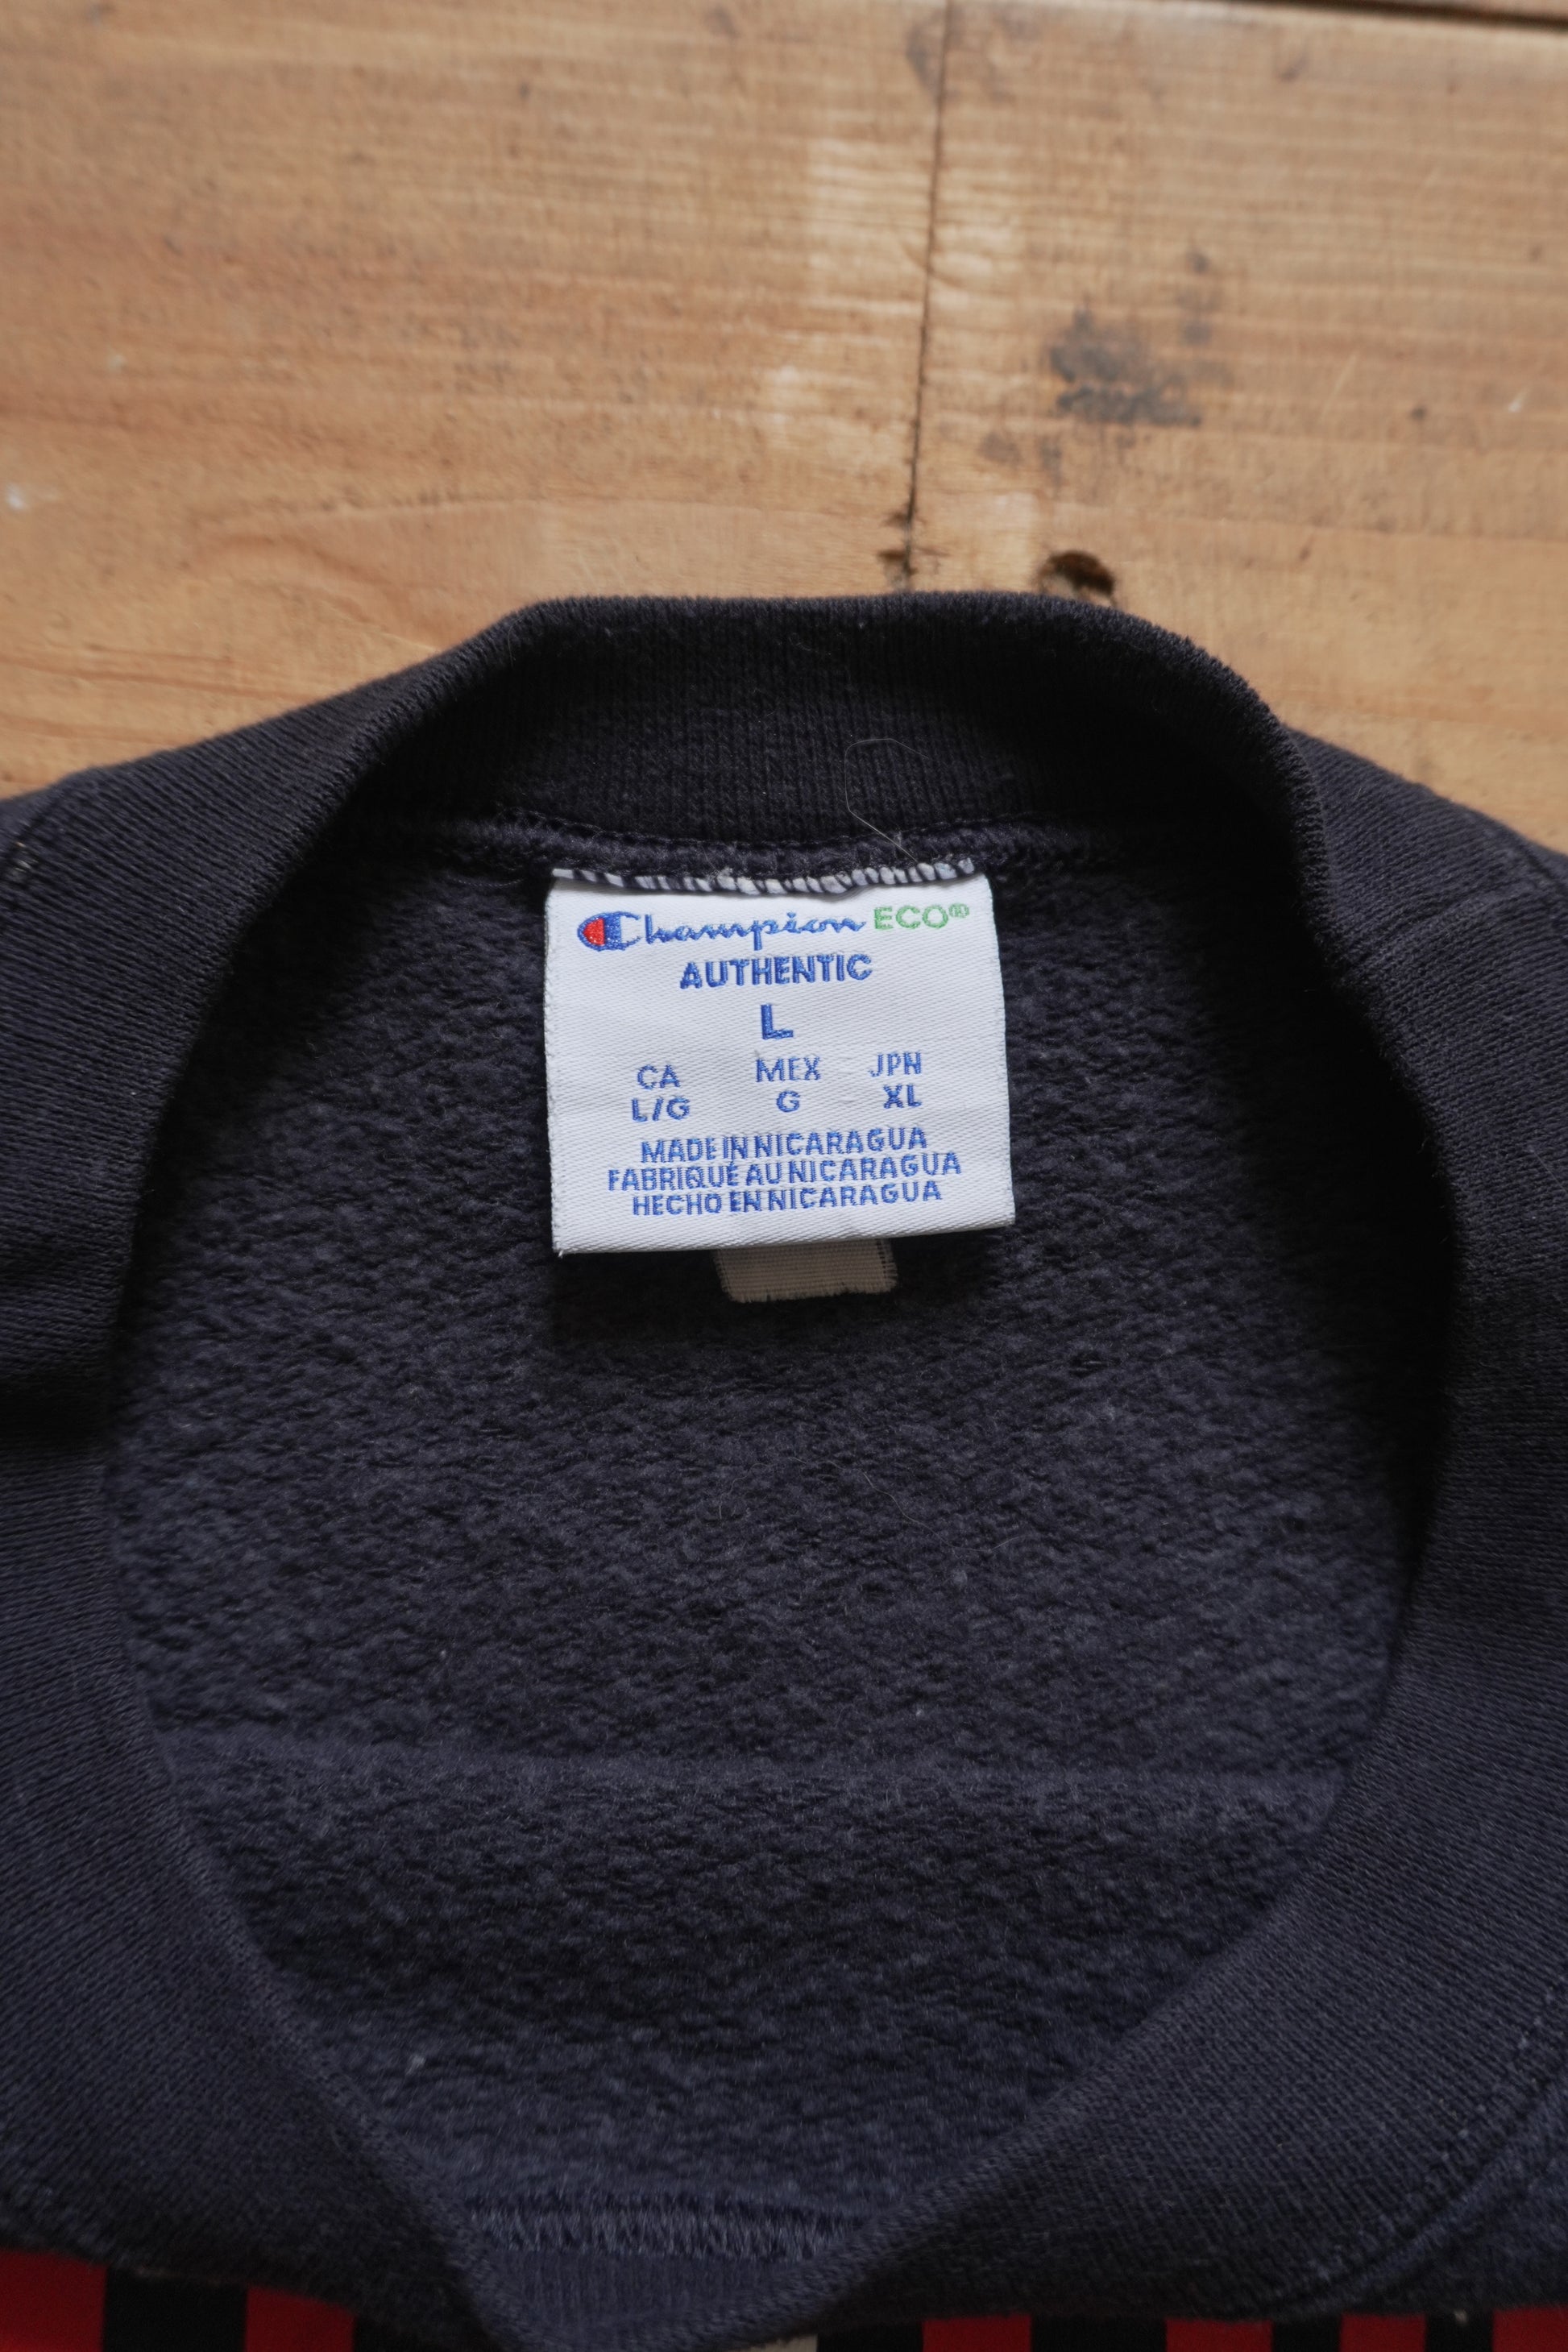 Champion ECO®
AUTHENTIC
L
CA MEX JPN
L/G G XL
MADE IN NICARAGUA
FABRIQUÉ AU NICARAGUA
HECHO EN NICARAGUA